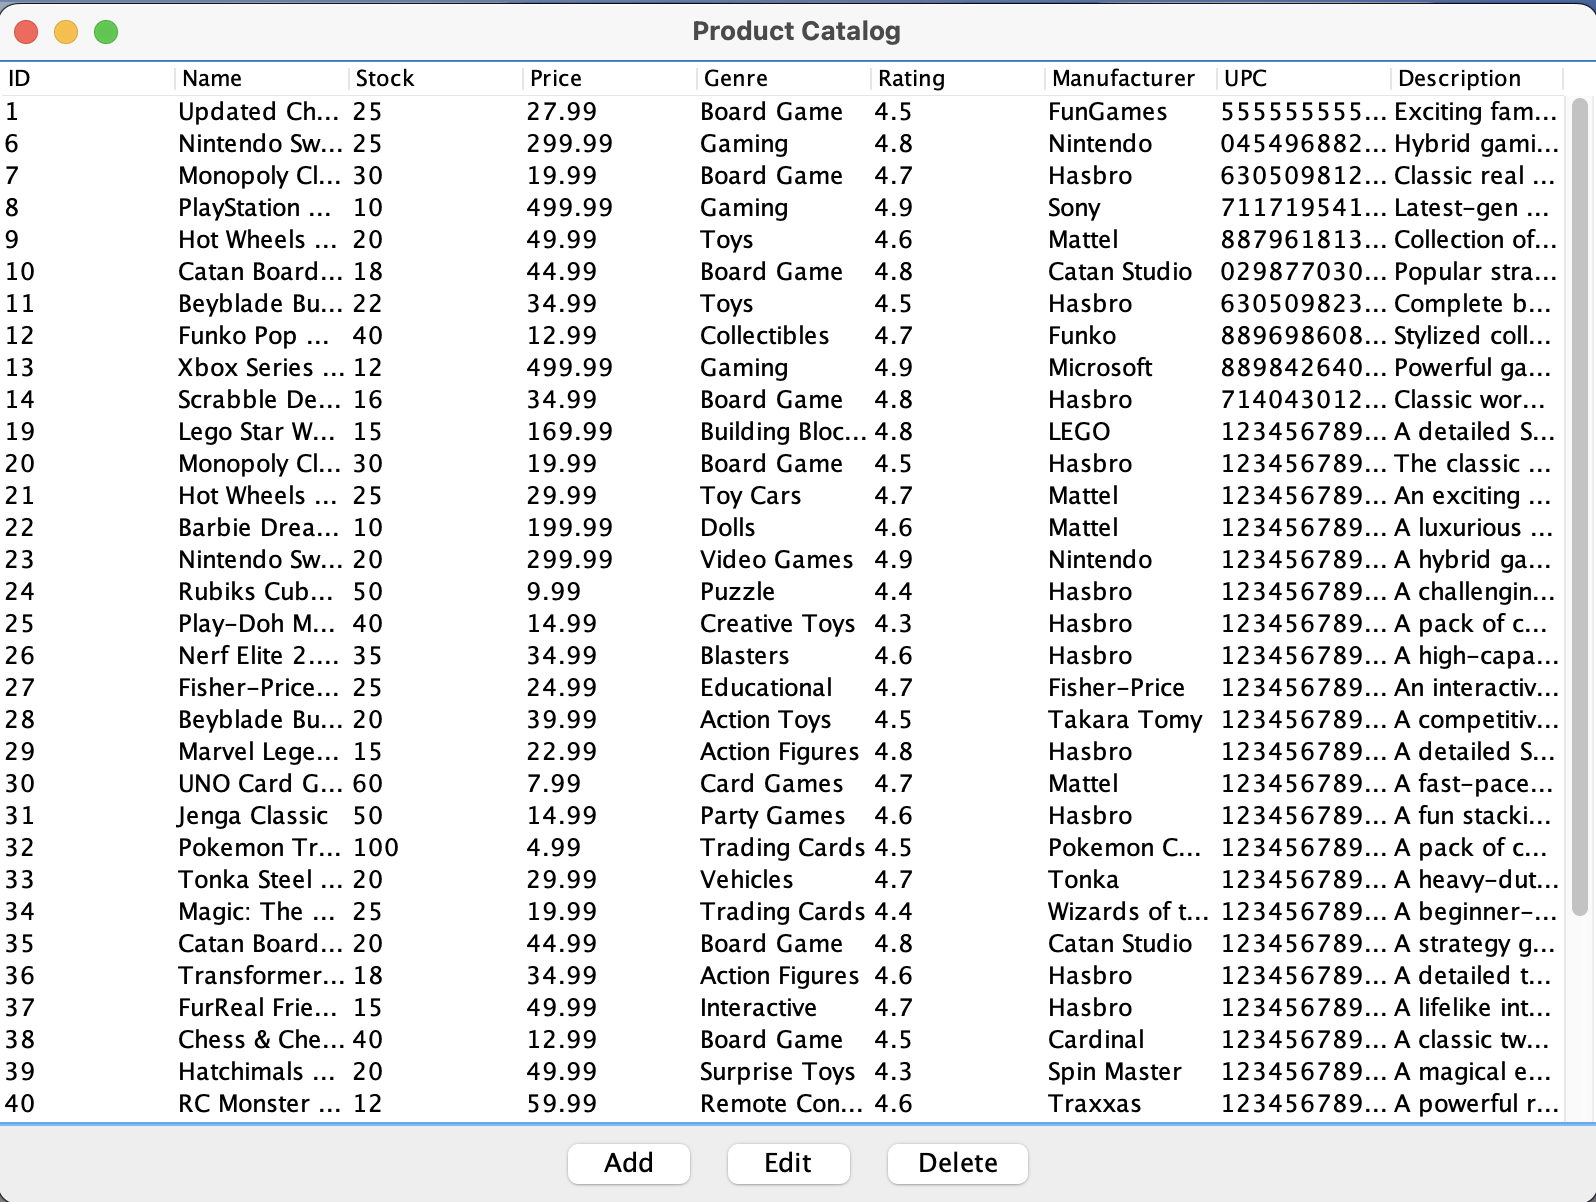 Product Catalog
ID Name Stock Price Genre Rating Manufacturer UPC Description
1 Updated Ch... 25 27.99 Board Game 4.5 FunGames 555555555... Exciting fam...
6 Nintendo Sw... 25 299.99 Gaming 4.8 Nintendo 045496882... Hybrid gami...
7 Monopoly Cl... 30 19.99 Board Game 4.7 Hasbro 630509812... Classic real ...
8 PlayStation ... 10 499.99 Gaming 4.9 Sony 711719541... Latest-gen ...
9 Hot Wheels ... 20 49.99 Toys 4.6 Mattel 887961813... Collection of...
10 Catan Board... 18 44.99 Board Game 4.8 Catan Studio 029877030... Popular stra...
11 Beyblade Bu... 22 34.99 Toys 4.5 Hasbro 630509823... Complete b...
12 Funko Pop ... 40 12.99 Collectibles 4.7 Funko 889698608... Stylized coll...
13 Xbox Series ... 12 499.99 Gaming 4.9 Microsoft 889842640... Powerful ga...
14 Scrabble De... 16 34.99 Board Game 4.8 Hasbro 714043012... Classic wor...
19 Lego Star W... 15 169.99 Building Bloc... 4.8 LEGO 123456789... A detailed S...
20 Monopoly Cl... 30 19.99 Board Game 4.5 Hasbro 123456789... The classic ...
21 Hot Wheels ... 25 29.99 Toy Cars 4.7 Mattel 123456789... An exciting ...
22 Barbie Drea... 10 199.99 Dolls 4.6 Mattel 123456789... A luxurious ...
23 Nintendo Sw... 20 299.99 Video Games 4.9 Nintendo 123456789... A hybrid ga...
24 Rubiks Cub... 50 9.99 Puzzle 4.4 Hasbro 123456789... A challengin...
25 Play-Doh M... 40 14.99 Creative Toys 4.3 Hasbro 123456789... A pack of c...
26 Nerf Elite 2.... 35 34.99 Blasters 4.6 Hasbro 123456789... A high-capa...
27 Fisher-Price... 25 24.99 Educational 4.7 Fisher-Price 123456789... An interactiv...
28 Beyblade Bu... 20 39.99 Action Toys 4.5 Takara Tomy 123456789... A competitiv...
29 Marvel Lege... 15 22.99 Action Figures 4.8 Hasbro 123456789... A detailed S...
30 UNO Card G... 60 7.99 Card Games 4.7 Mattel 123456789... A fast-pace...
31 Jenga Classic 50 14.99 Party Games 4.6 Hasbro 123456789... A fun stacki...
32 Pokemon Tr... 100 4.99 Trading Cards 4.5 Pokemon C... 123456789... A pack of c...
33 Tonka Steel ... 20 29.99 Vehicles 4.7 Tonka 123456789... A heavy-dut...
34 Magic: The ... 25 19.99 Trading Cards 4.4 Wizards of t... 123456789... A beginner-...
35 Catan Board... 20 44.99 Board Game 4.8 Catan Studio 123456789... A strategy g...
36 Transformer... 18 34.99 Action Figures 4.6 Hasbro 123456789... A detailed t...
37 FurReal Frie... 15 49.99 Interactive 4.7 Hasbro 123456789... A lifelike int...
38 Chess & Che... 40 12.99 Board Game 4.5 Cardinal 123456789... A classic tw...
39 Hatchimals ... 20 49.99 Surprise Toys 4.3 Spin Master 123456789... A magical e...
40 RC Monster ... 12 59.99 Remote Con... 4.6 Traxxas 123456789... A powerful r...
Add Edit Delete